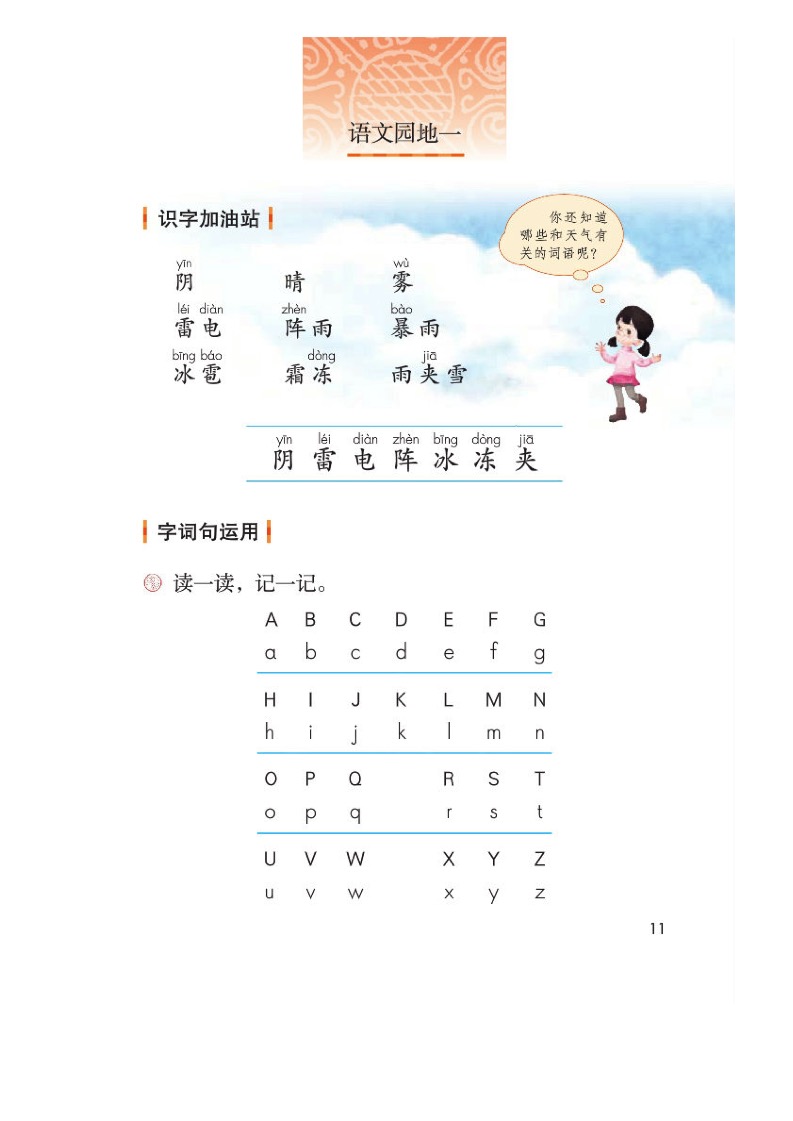 语文园地一
识字加油站
你还知道
哪些和天气有
关的词语呢？
yīn wù
阴 晴 雾
léi diàn zhèn bào
雷电 阵雨 暴雨
bīng báo dòng jiā
冰雹 霜冻 雨夹雪
yīn léi diàn zhèn bīng dòng jiā
阴 雷 电 阵 冰 冻 夹
字词句运用
读一读，记一记。
A B C D E F G
a b c d e f g
H I J K L M N
h i j k l m n
O P Q R S T
o p q r s t
U V W X Y Z
u v w x y z
11